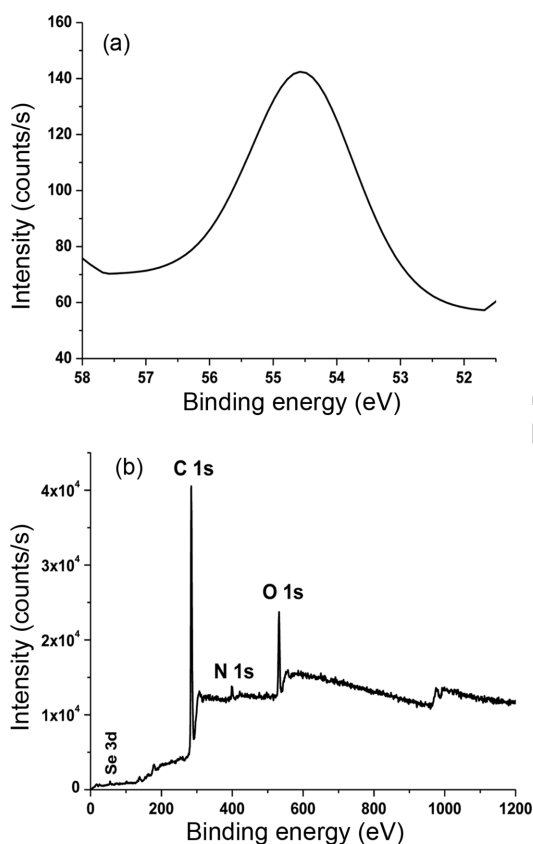 (a)
Intensity (counts/s)
160
140
120
100
80
60
40
58 57 56 55 54 53 52
Binding energy (eV)
(b)
C 1s
N 1s
O 1s
Se 3d
Intensity (counts/s)
4x10⁴
3x10⁴
2x10⁴
1x10⁴
0
0 200 400 600 800 1000 1200
Binding energy (eV)